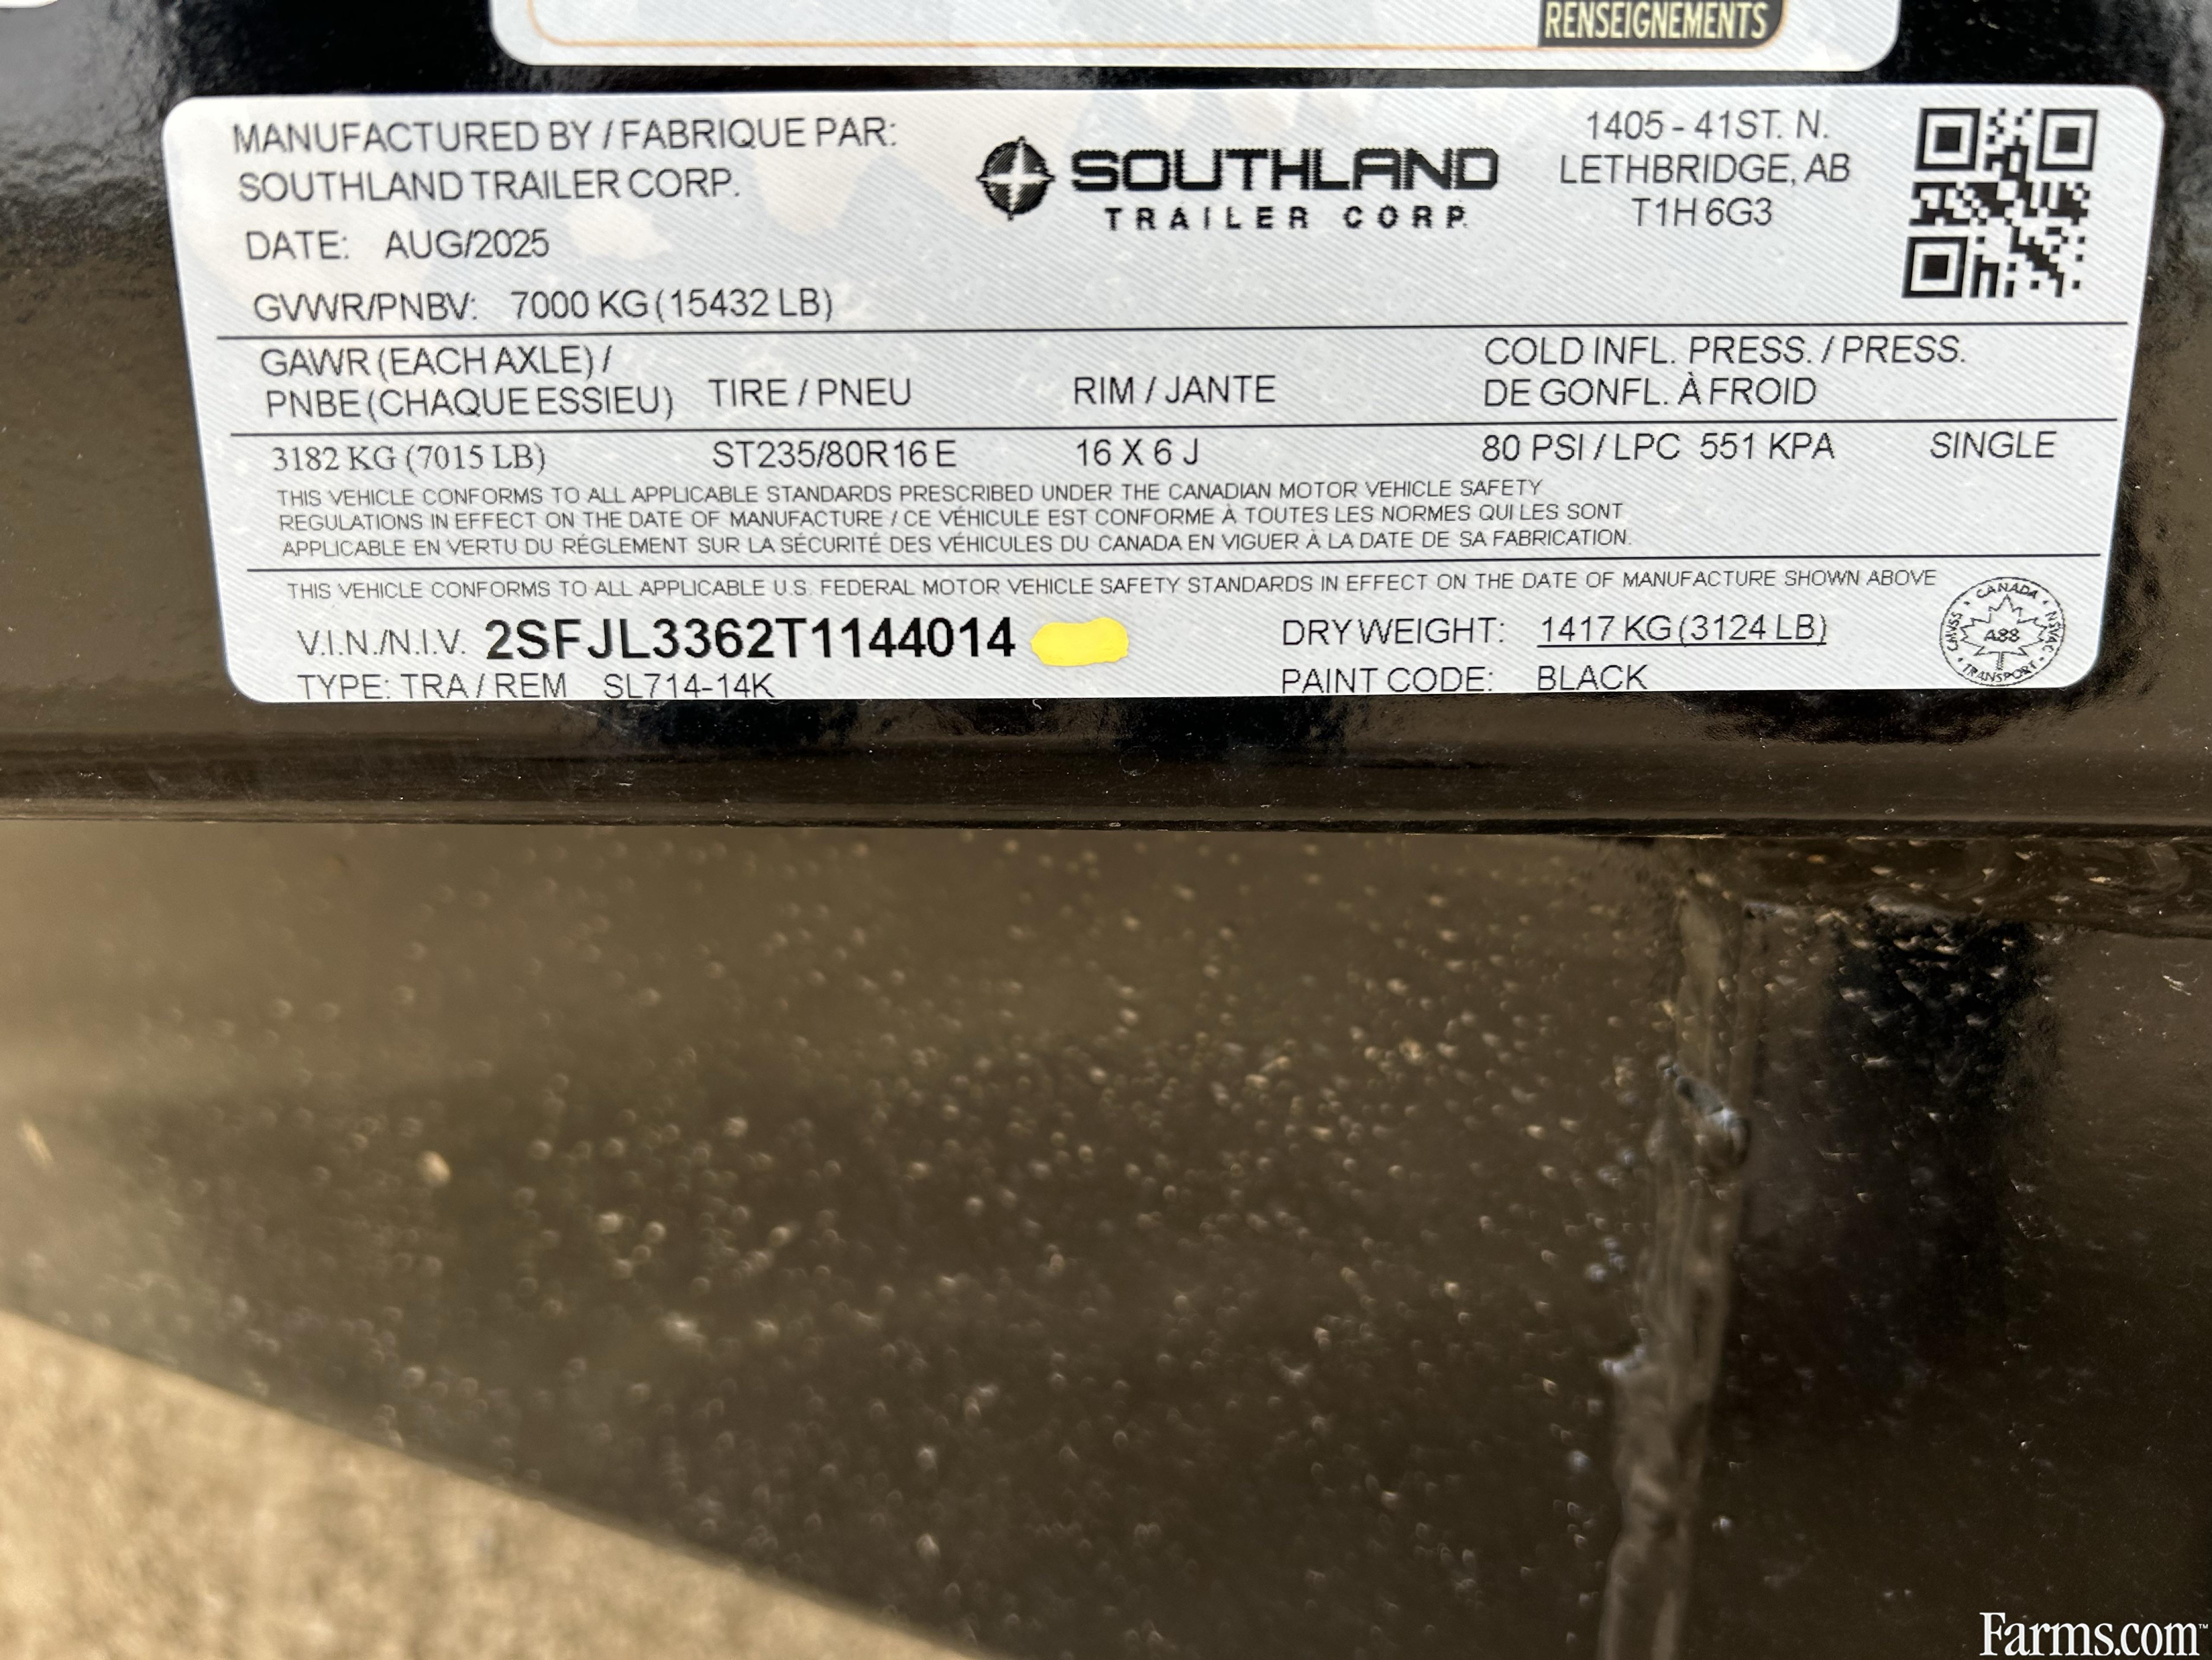 RENSEIGNEMENTS
MANUFACTURED BY / FABRIQUE PAR:
SOUTHLAND TRAILER CORP.
DATE: AUG/2025
GVWR/PNBV: 7000 KG (15432 LB)
SOUTHLAND
TRAILER CORP.
1405 - 41ST. N.
LETHBRIDGE, AB
T1H 6G3
GAWR (EACH AXLE) /
PNBE (CHAQUE ESSIEU)
TIRE / PNEU
RIM / JANTE
COLD INFL. PRESS. / PRESS.
DE GONFL. À FROID
3182 KG (7015 LB) ST235/80R16 E 16 X 6 J 80 PSI / LPC 551 KPA SINGLE
THIS VEHICLE CONFORMS TO ALL APPLICABLE STANDARDS PRESCRIBED UNDER THE CANADIAN MOTOR VEHICLE SAFETY
REGULATIONS IN EFFECT ON THE DATE OF MANUFACTURE / CE VÉHICULE EST CONFORME À TOUTES LES NORMES QUI LES SONT
APPLICABLE EN VERTU DU RÉGLEMENT SUR LA SÉCURITÉ DES VÉHICULES DU CANADA EN VIGUER À LA DATE DE SA FABRICATION.
THIS VEHICLE CONFORMS TO ALL APPLICABLE U.S. FEDERAL MOTOR VEHICLE SAFETY STANDARDS IN EFFECT ON THE DATE OF MANUFACTURE SHOWN ABOVE
V.I.N./N.I.V. 2SFJL3362T1144014
TYPE: TRA / REM SL714-14K
DRY WEIGHT: 1417 KG (3124 LB)
PAINT CODE: BLACK
CANADA
CMVSS
NSVAC
A88
TRANSPORT
Farms.com™